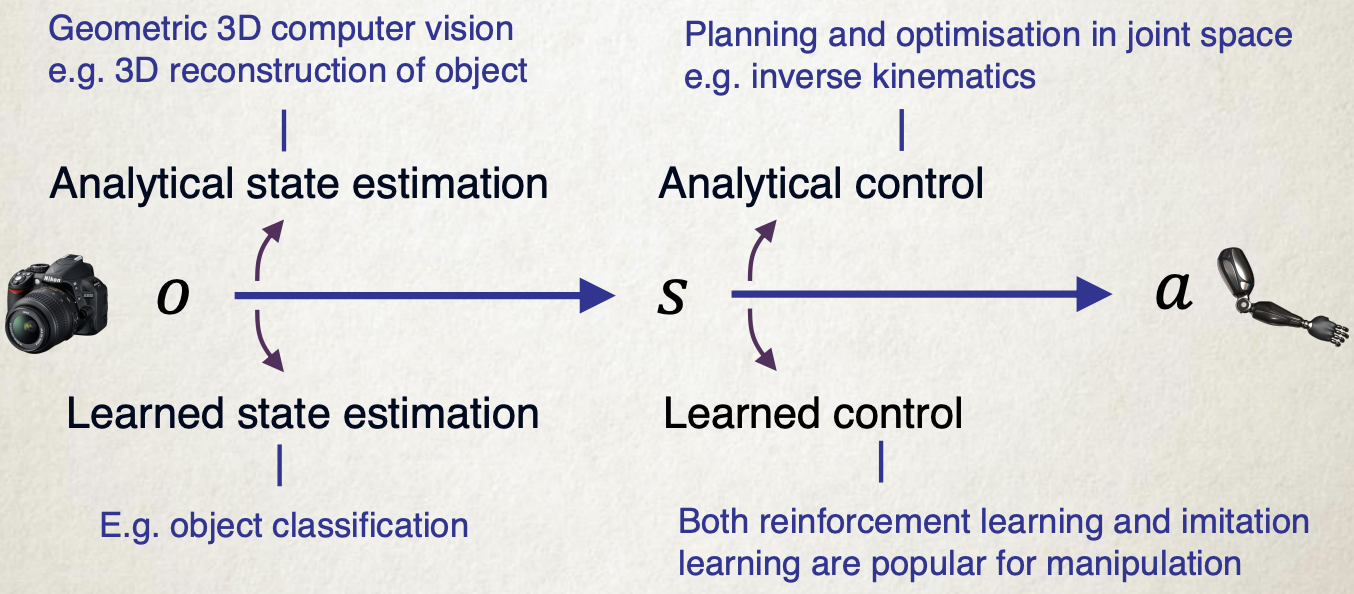 Geometric 3D computer vision
e.g. 3D reconstruction of object
Planning and optimisation in joint space
e.g. inverse kinematics
Analytical state estimation
Analytical control
Nikon
o
s
a
Learned state estimation
Learned control
E.g. object classification
Both reinforcement learning and imitation
learning are popular for manipulation